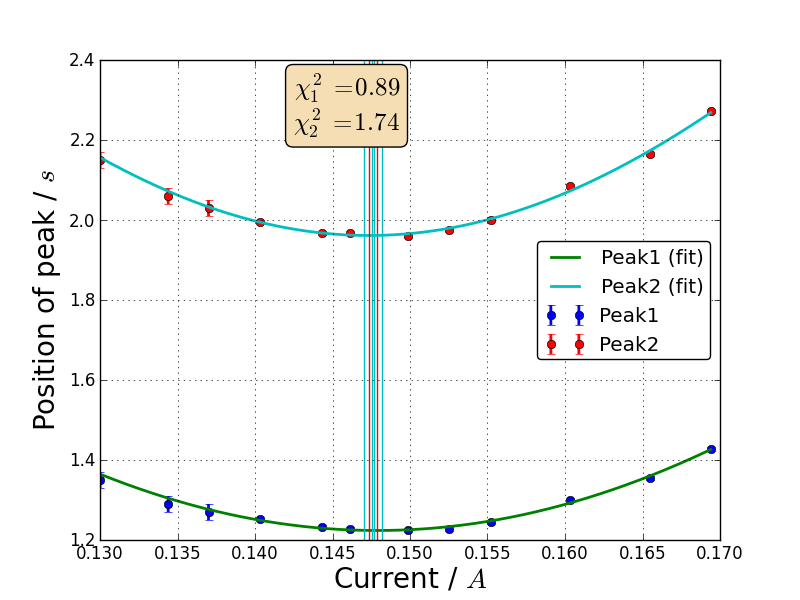 2.4
χ₁² =0.89
χ₂² =1.74
2.2
2.0
1.8
1.6
1.4
1.2
Position of peak / s
Peak1 (fit)
Peak2 (fit)
Peak1
Peak2
0.130 0.135 0.140 0.145 0.150 0.155 0.160 0.165 0.170
Current / A